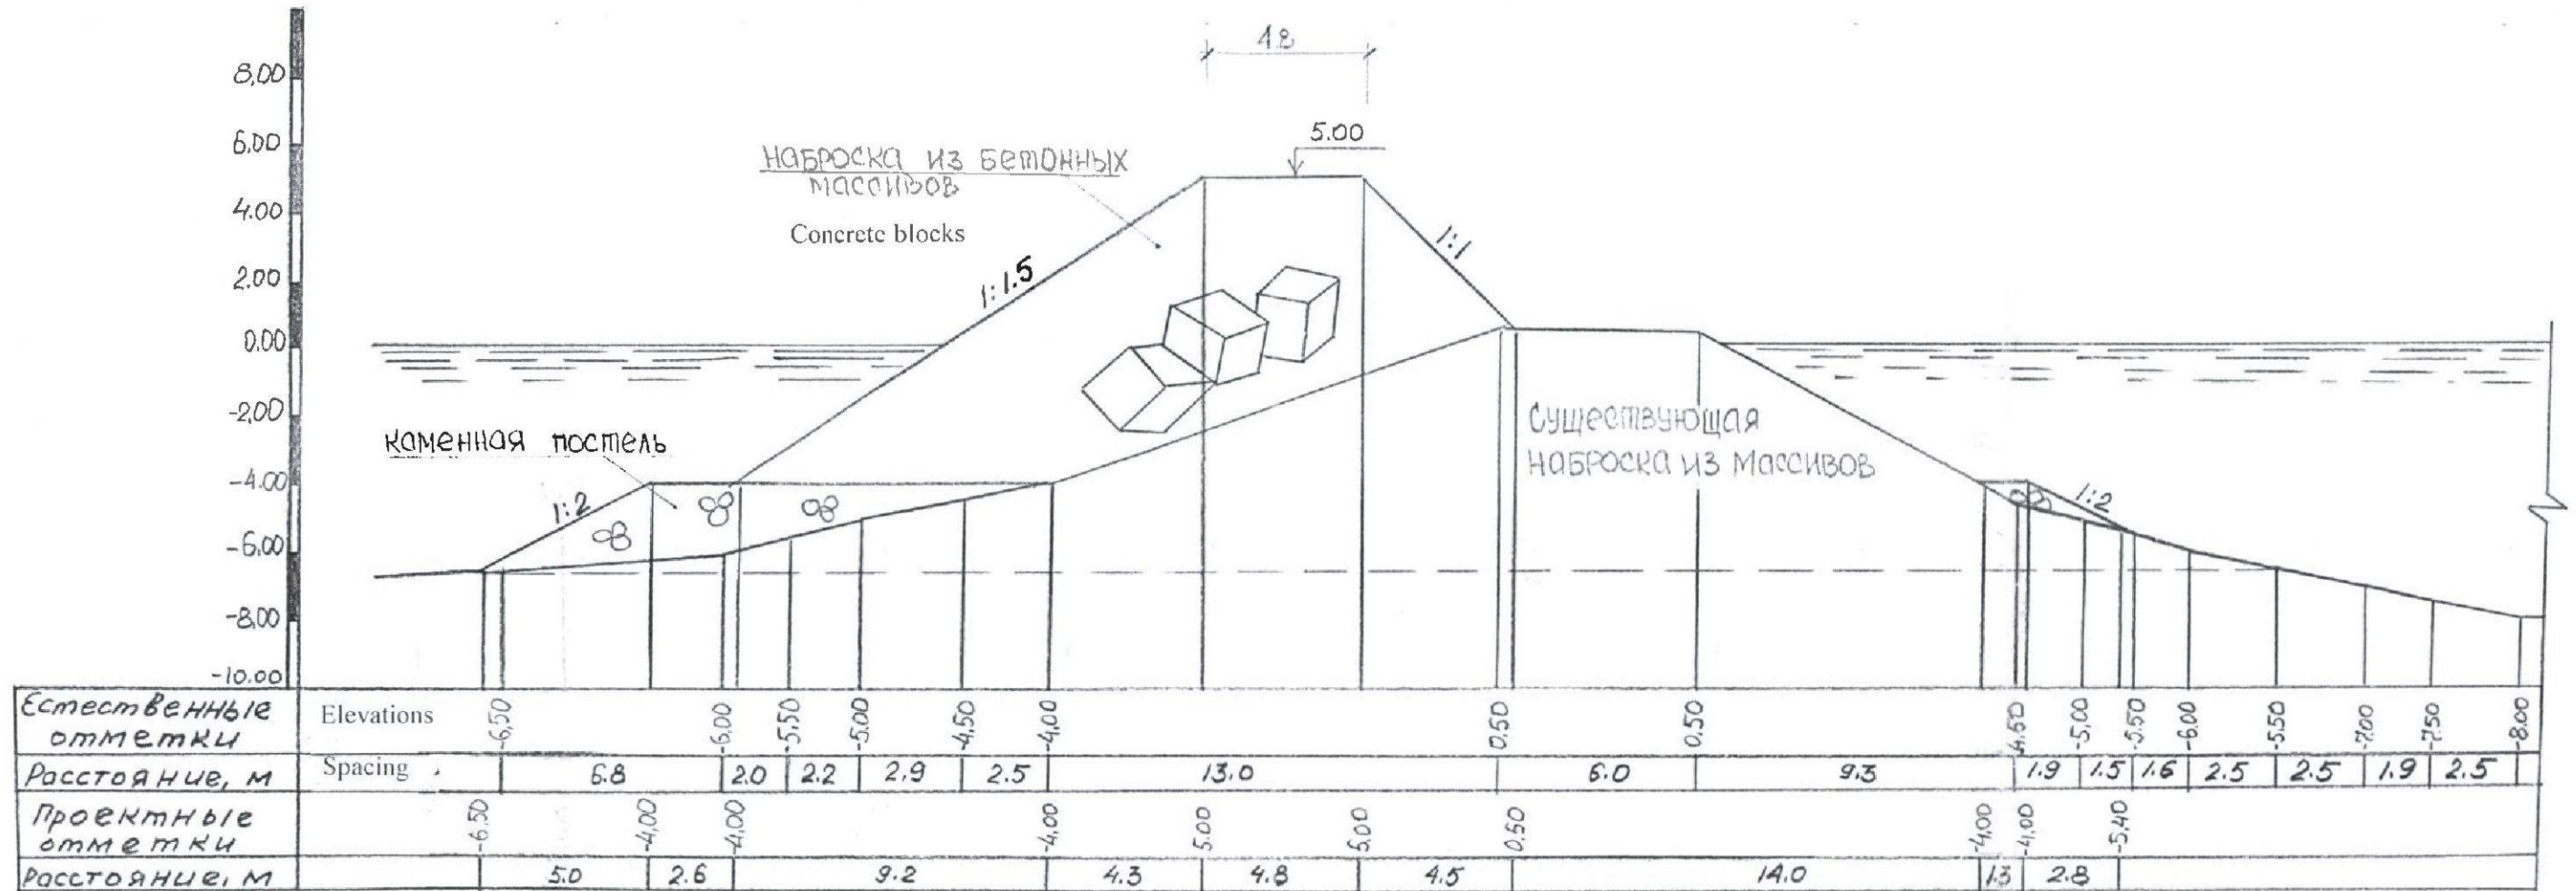 4.8
8,00
6,00
4.00
2.00
0.00
-2,00
-4.00
-6.00
-8,00
-10.00
5.00
Наброска из бетонных
массивов
Concrete blocks
1:1.5
1:1
каменная постель
1:2
Существующая
наброска из массивов
1:2
Естественные отметки Elevations -6,50 -6,00 -5,50 -5,00 -4,50 -4,00 0,50 0,50 -4,50 -5,00 -5,50 -6,00 -5,50 -7,00 -7,50 -8.00
Расстояние, м Spacing 6.8 2.0 2.2 2.9 2.5 13.0 6.0 9.3 1.9 1.5 1.6 2.5 2.5 1.9 2.5
Проектные отметки -6,50 -4,00 -4,00 -4,00 5.00 5,00 0,50 -4,00 -4,00 -5,40
Расстояние, м 5.0 2.6 9.2 4.3 4.8 4.5 14.0 1.3 2.8